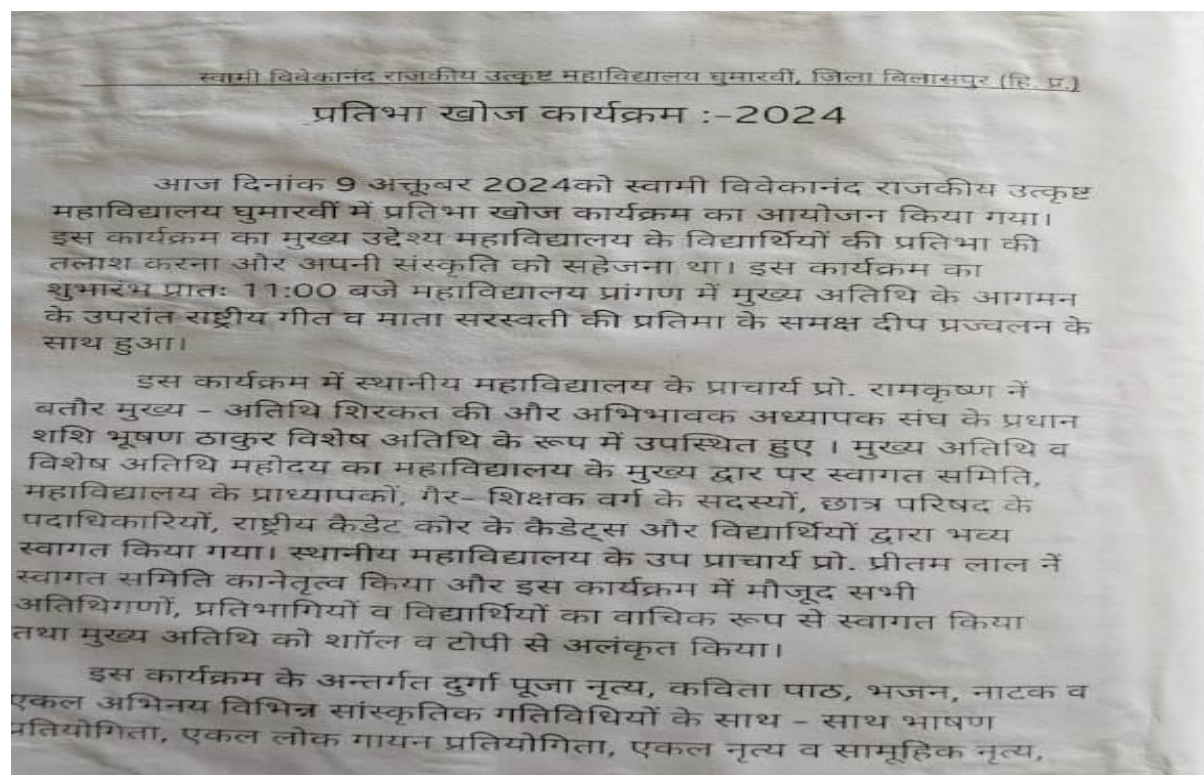 स्वामी विवेकानंद राजकीय उत्कृष्ट महाविद्यालय घुमारवीं, जिला बिलासपुर (हि. प्र.)
प्रतिभा खोज कार्यक्रम :–2024
आज दिनांक 9 अक्तूबर 2024को स्वामी विवेकानंद राजकीय उत्कृष्ट
महाविद्यालय घुमारवीं में प्रतिभा खोज कार्यक्रम का आयोजन किया गया।
इस कार्यक्रम का मुख्य उद्देश्य महाविद्यालय के विद्यार्थियों की प्रतिभा की
तलाश करना और अपनी संस्कृति को सहेजना था। इस कार्यक्रम का
शुभारंभ प्रातः 11:00 बजे महाविद्यालय प्रांगण में मुख्य अतिथि के आगमन
के उपरांत राष्ट्रीय गीत व माता सरस्वती की प्रतिमा के समक्ष दीप प्रज्वलन के
साथ हुआ।
इस कार्यक्रम में स्थानीय महाविद्यालय के प्राचार्य प्रो. रामकृष्ण नें
बतौर मुख्य – अतिथि शिरकत की और अभिभावक अध्यापक संघ के प्रधान
शशि भूषण ठाकुर विशेष अतिथि के रूप में उपस्थित हुए । मुख्य अतिथि व
विशेष अतिथि महोदय का महाविद्यालय के मुख्य द्वार पर स्वागत समिति,
महाविद्यालय के प्राध्यापकों, गैर– शिक्षक वर्ग के सदस्यों, छात्र परिषद के
पदाधिकारियों, राष्ट्रीय कैडेट कोर के कैडेट्स और विद्यार्थियों द्वारा भव्य
स्वागत किया गया। स्थानीय महाविद्यालय के उप प्राचार्य प्रो. प्रीतम लाल नें
स्वागत समिति कानेतृत्व किया और इस कार्यक्रम में मौजूद सभी
अतिथिगणों, प्रतिभागियों व विद्यार्थियों का वाचिक रूप से स्वागत किया
तथा मुख्य अतिथि को शाॅल व टोपी से अलंकृत किया।
इस कार्यक्रम के अन्तर्गत दुर्गा पूजा नृत्य, कविता पाठ, भजन, नाटक व
एकल अभिनय विभिन्न सांस्कृतिक गतिविधियों के साथ – साथ भाषण
प्रतियोगिता, एकल लोक गायन प्रतियोगिता, एकल नृत्य व सामूहिक नृत्य,